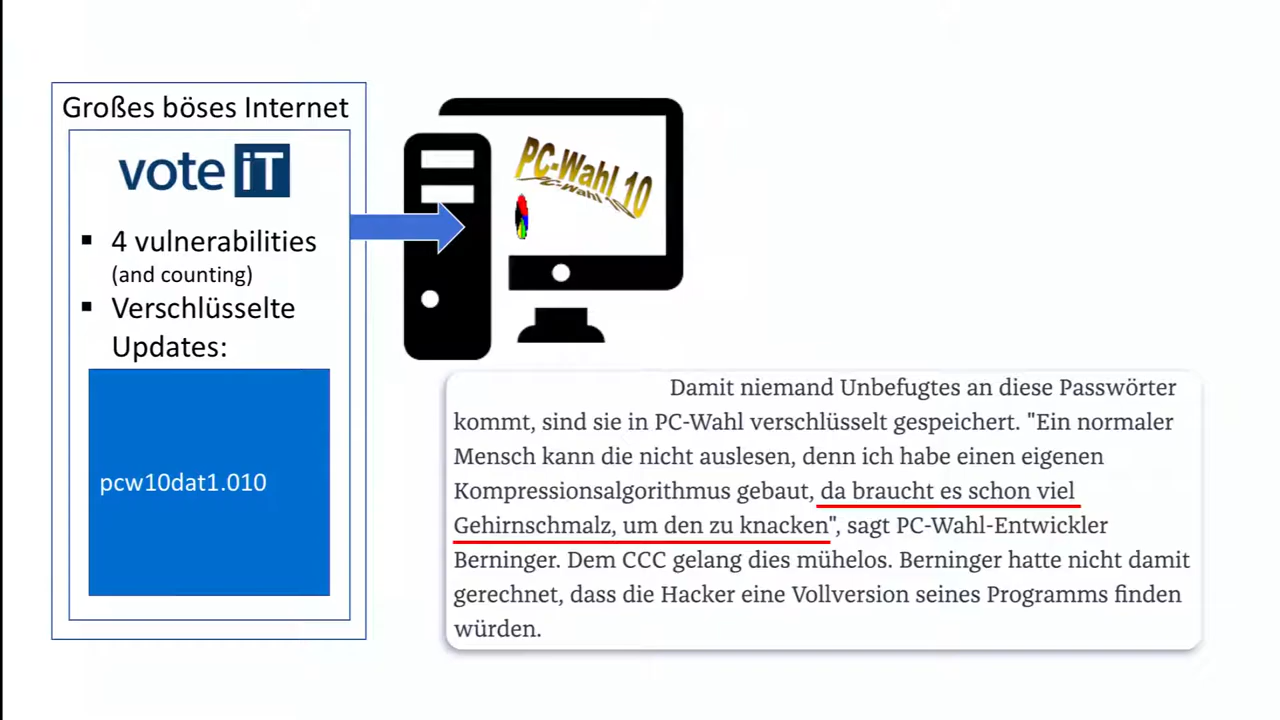 Großes böses Internet
vote iT
▪ 4 vulnerabilities
(and counting)
▪ Verschlüsselte
Updates:
pcw10dat1.010
PC-Wahl 10
PC-Wahl 10
Damit niemand Unbefugtes an diese Passwörter
kommt, sind sie in PC-Wahl verschlüsselt gespeichert. "Ein normaler
Mensch kann die nicht auslesen, denn ich habe einen eigenen
Kompressionsalgorithmus gebaut, da braucht es schon viel
Gehirnschmalz, um den zu knacken", sagt PC-Wahl-Entwickler
Berninger. Dem CCC gelang dies mühelos. Berninger hatte nicht damit
gerechnet, dass die Hacker eine Vollversion seines Programms finden
würden.